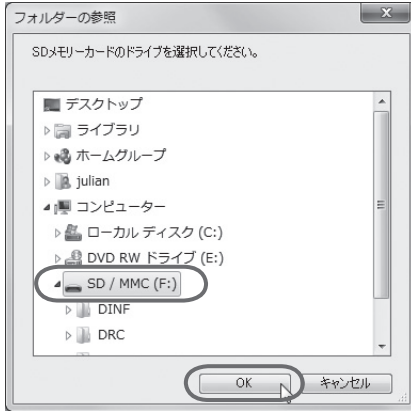 フォルダーの参照
SDメモリーカードのドライブを選択してください。
デスクトップ
ライブラリ
ホームグループ
julian
コンピューター
ローカル ディスク (C:)
DVD RW ドライブ (E:)
SD / MMC (F:)
DINF
DRC
OK キャンセル